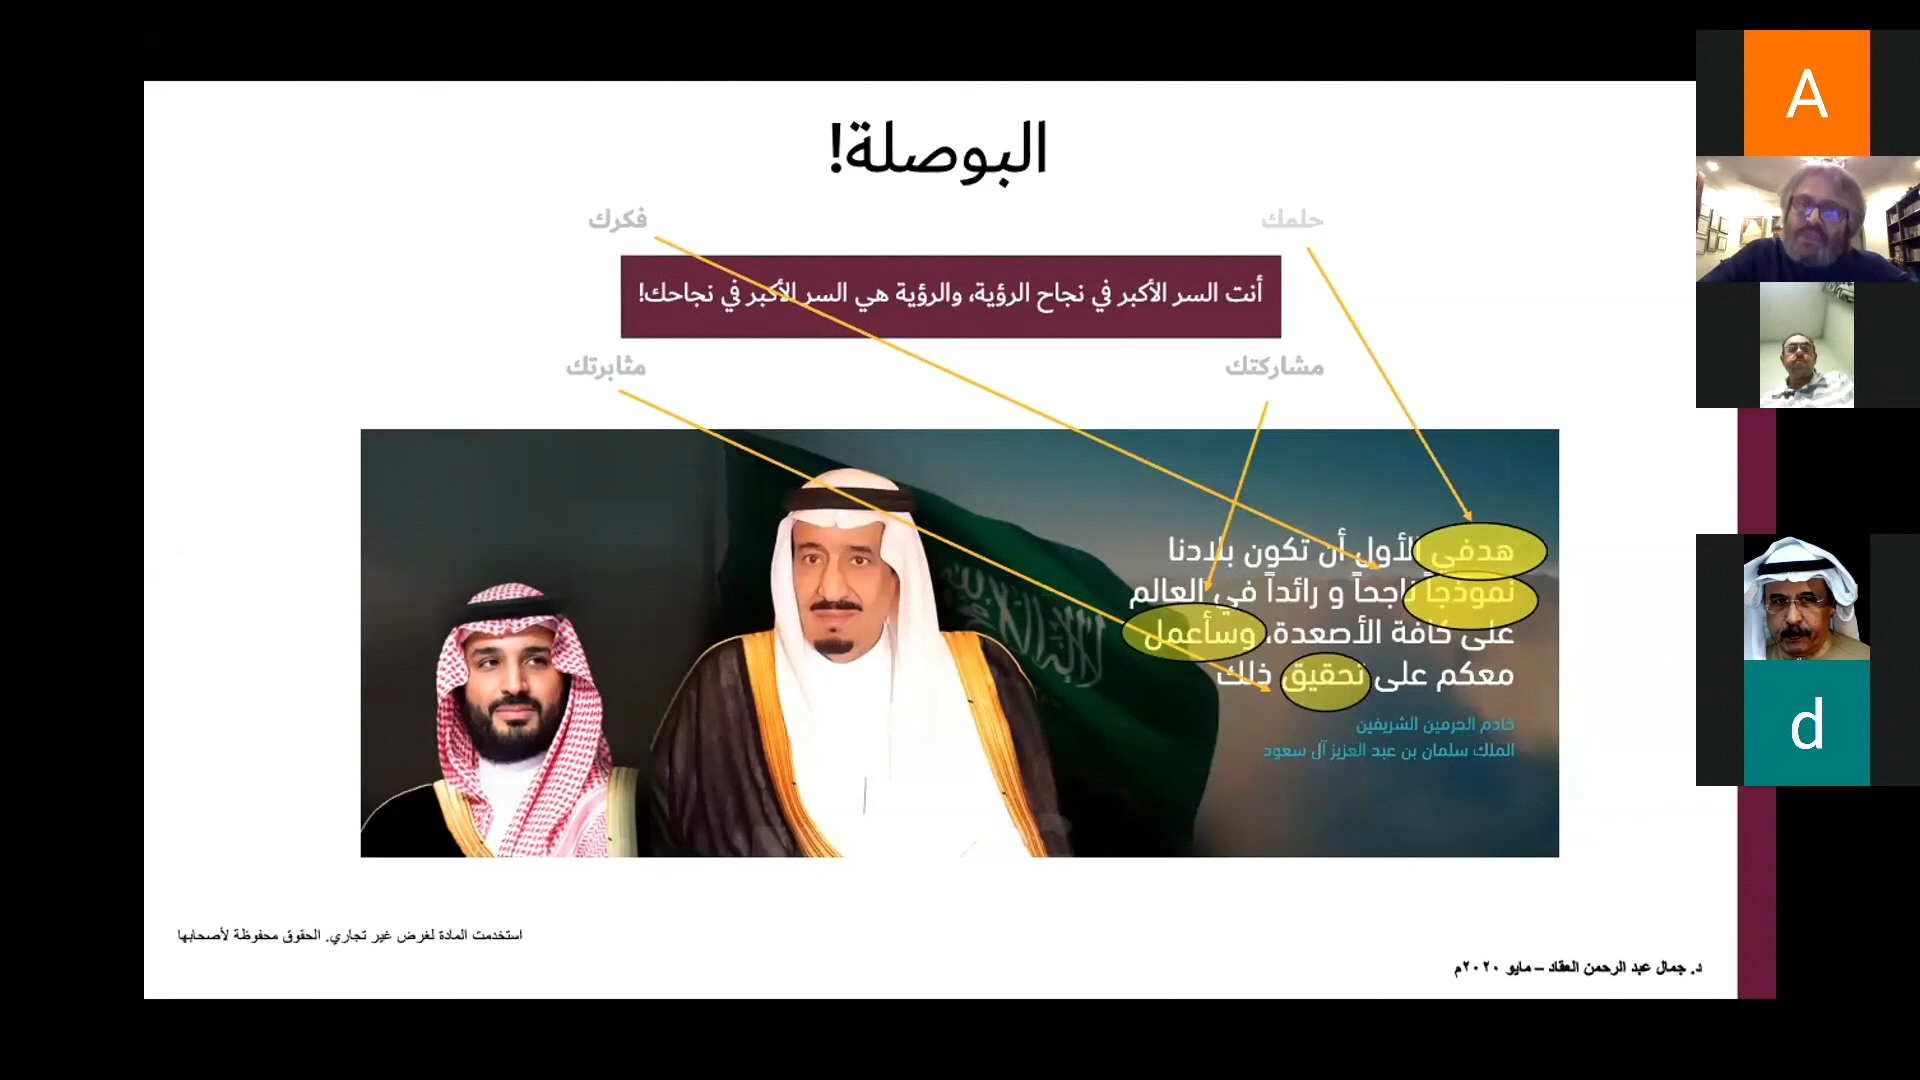 البوصلة!
حلمك
فكرك
أنت السر الأكبر في نجاح الرؤية، والرؤية هي السر الأكبر في نجاحك!
مشاركتك
مثابرتك
هدفي الأول أن تكون بلادنا
نموذجاً ناجحاً و رائداً في العالم
على كافة الأصعدة، وسأعمل
معكم على تحقيق ذلك
خادم الحرمين الشريفين
الملك سلمان بن عبد العزيز آل سعود
استخدمت المادة لغرض غير تجاري. الحقوق محفوظة لأصحابها
د. جمال عبد الرحمن العقاد – مايو ٢٠٢٠م
A
d